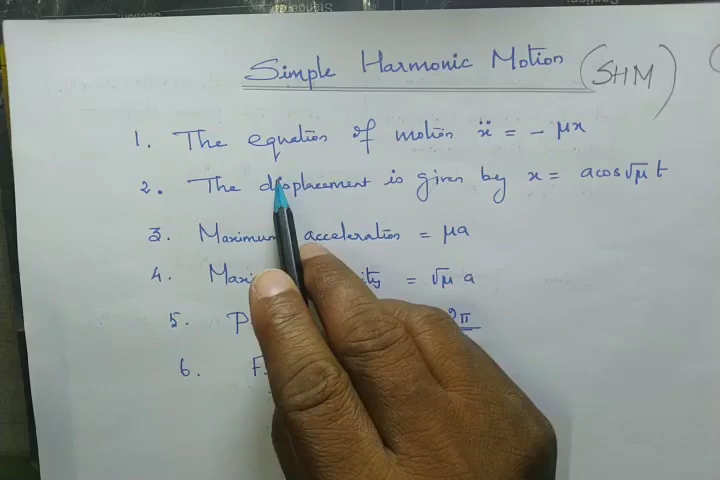 Simple Harmonic Motion (SHM)
1. The equation of motion ẍ = - μx
2. The displacement is given by x = a cos √μ t
3. Maximum acceleration = μa
4. = √μ a
5. 2π
6.